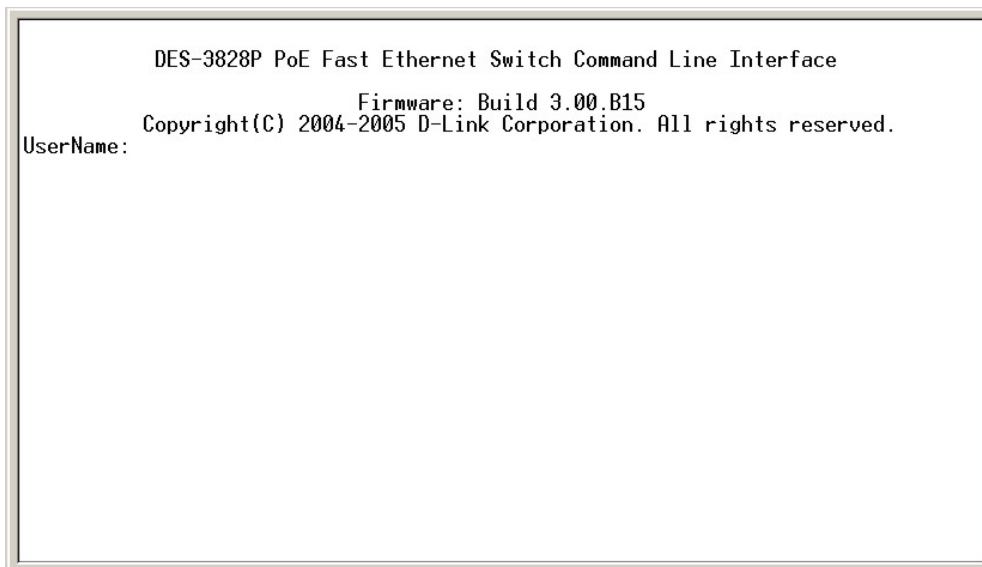 DES-3828P PoE Fast Ethernet Switch Command Line Interface
Firmware: Build 3.00.B15
Copyright(C) 2004-2005 D-Link Corporation. All rights reserved.
UserName: